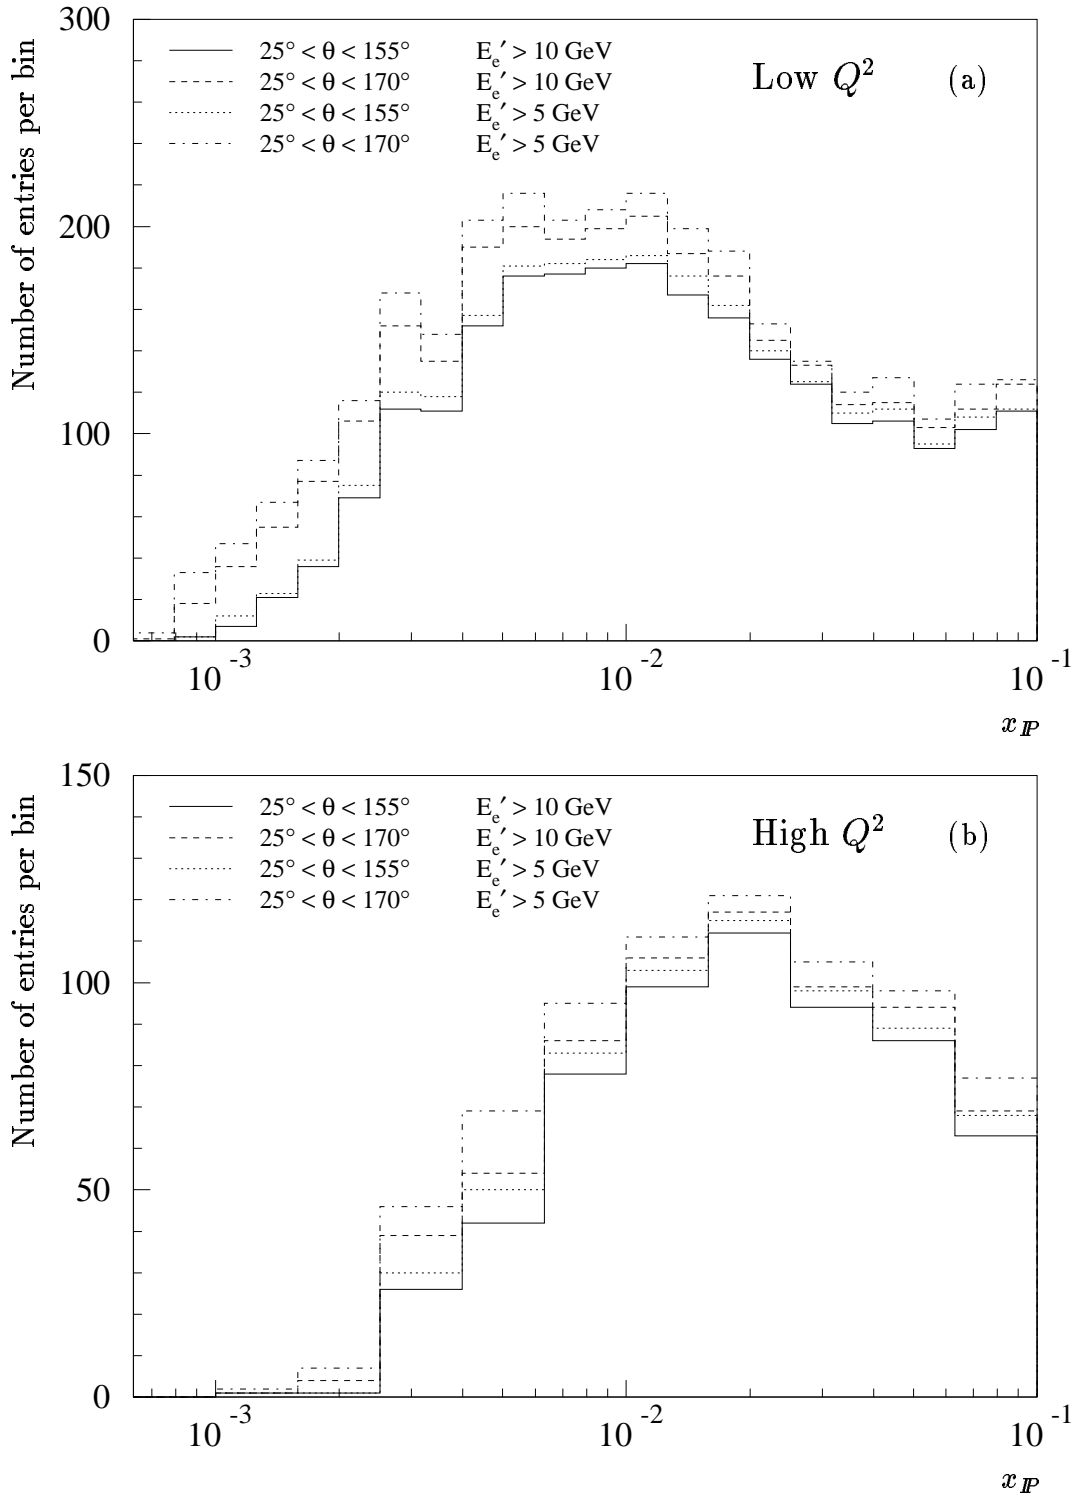 300
25° < θ < 155° E_e′ > 10 GeV
25° < θ < 170° E_e′ > 10 GeV
25° < θ < 155° E_e′ > 5 GeV
25° < θ < 170° E_e′ > 5 GeV
Low Q² (a)
Number of entries per bin
200
100
0
10⁻³ 10⁻² 10⁻¹
x_IP
150
25° < θ < 155° E_e′ > 10 GeV
25° < θ < 170° E_e′ > 10 GeV
25° < θ < 155° E_e′ > 5 GeV
25° < θ < 170° E_e′ > 5 GeV
High Q² (b)
Number of entries per bin
100
50
0
10⁻³ 10⁻² 10⁻¹
x_IP